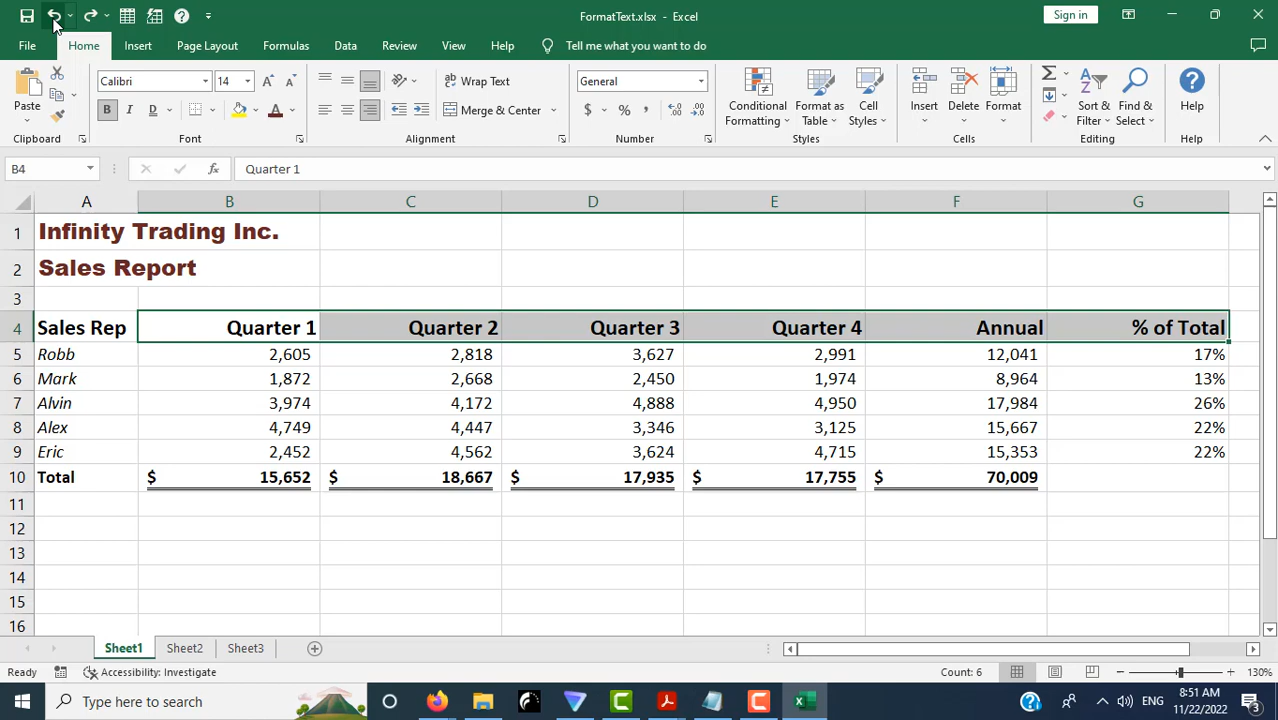 FormatText.xlsx - Excel
Sign in
File Home Insert Page Layout Formulas Data Review View Help Tell me what you want to do
Paste
Clipboard
Calibri 14
B I D
Font
Wrap Text
Merge & Center
Alignment
General
$ % ,
Number
Conditional Formatting
Format as Table
Cell Styles
Styles
Insert Delete Format
Cells
Sort & Filter
Find & Select
Editing
Help
Help
B4 fx Quarter 1
A B C D E F G
1 Infinity Trading Inc.
2 Sales Report
3
4 Sales Rep Quarter 1 Quarter 2 Quarter 3 Quarter 4 Annual % of Total
5 Robb 2,605 2,818 3,627 2,991 12,041 17%
6 Mark 1,872 2,668 2,450 1,974 8,964 13%
7 Alvin 3,974 4,172 4,888 4,950 17,984 26%
8 Alex 4,749 4,447 3,346 3,125 15,667 22%
9 Eric 2,452 4,562 3,624 4,715 15,353 22%
10 Total $ 15,652 $ 18,667 $ 17,935 $ 17,755 $ 70,009
11
12
13
14
15
16
Sheet1 Sheet2 Sheet3
Ready Accessibility: Investigate Count: 6 130%
Type here to search ENG 8:51 AM
11/22/2022 3